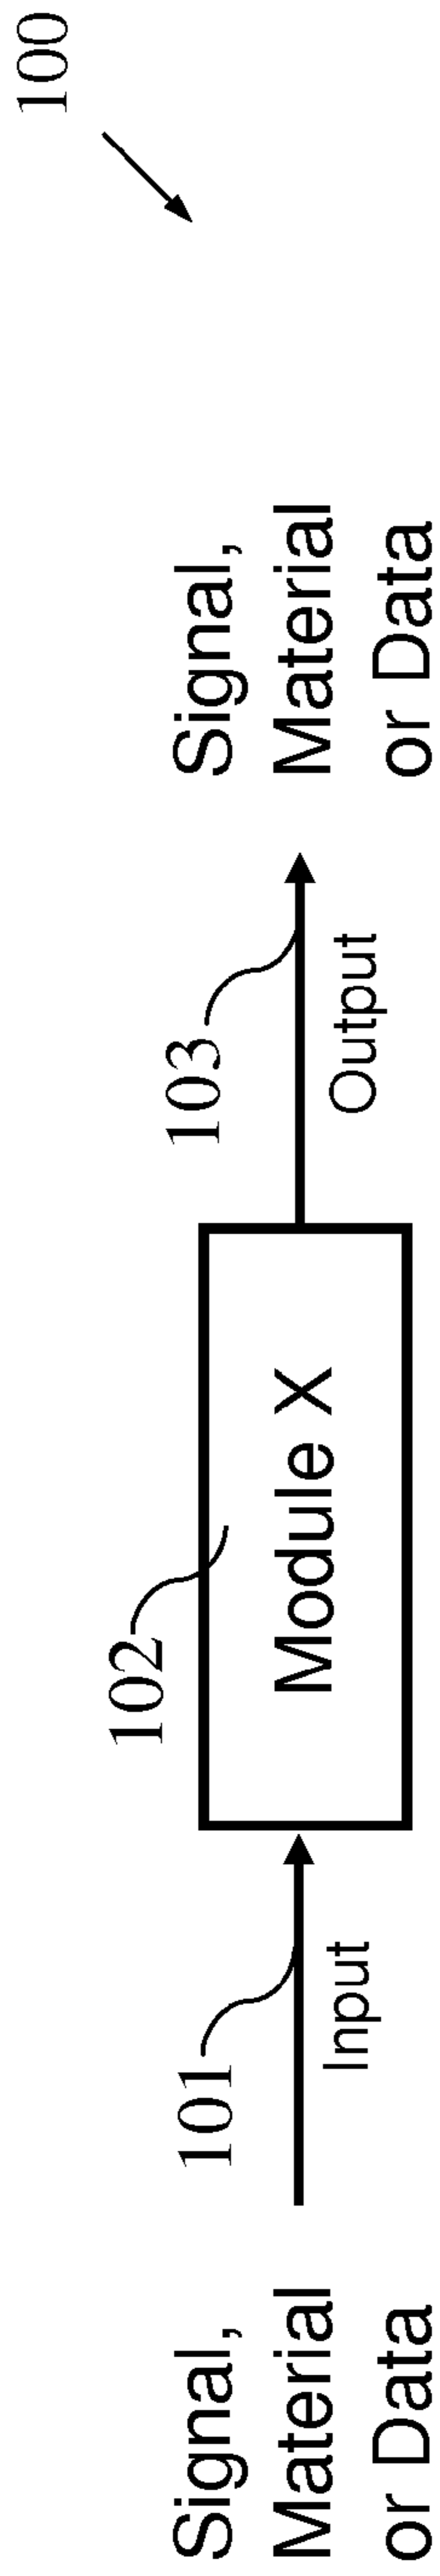 100
Signal,
Material
or Data
101
Input
102
Module X
103
Output
Signal,
Material
or Data